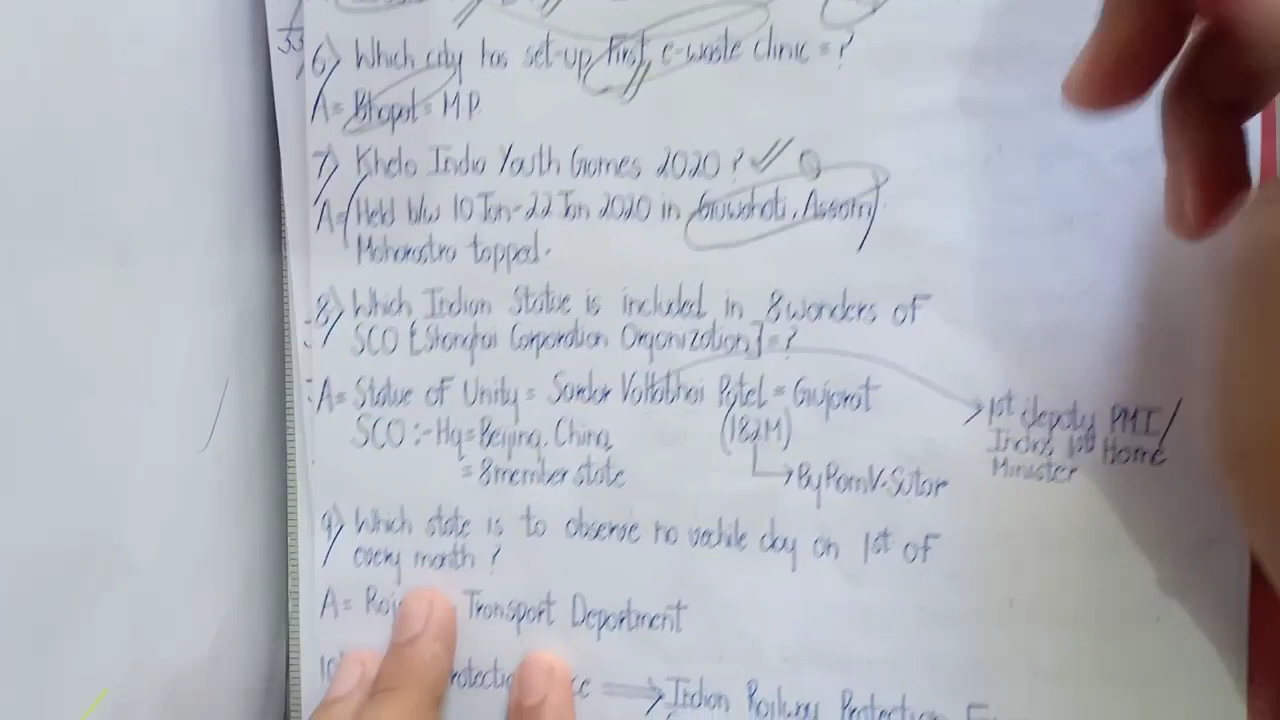 33
6) Which city has set-up First, e-waste clinic = ?
A = Bhopal = M P.
7) Khelo India Youth Games 2020 ?
A = Held b/w 10 Jan-22 Jan 2020 in Guwahati, Assam
Maharastra topped.
8) Which Indian Statue is included in 8 wonders of
SCO [Shanghai Corporation Organization] = ?
A = Statue of Unity = Sardar Vallabhai Patel = Gujarat
(182M)
SCO :- Hq = Beijing, China
= 8 member state
By Ram V. Sutar
1st deputy PMI/
India's 1st Home
Minister
9) Which state is to observe no vechile day on 1st of
every month ?
A = Transport Department
10) Indian Railway Protection